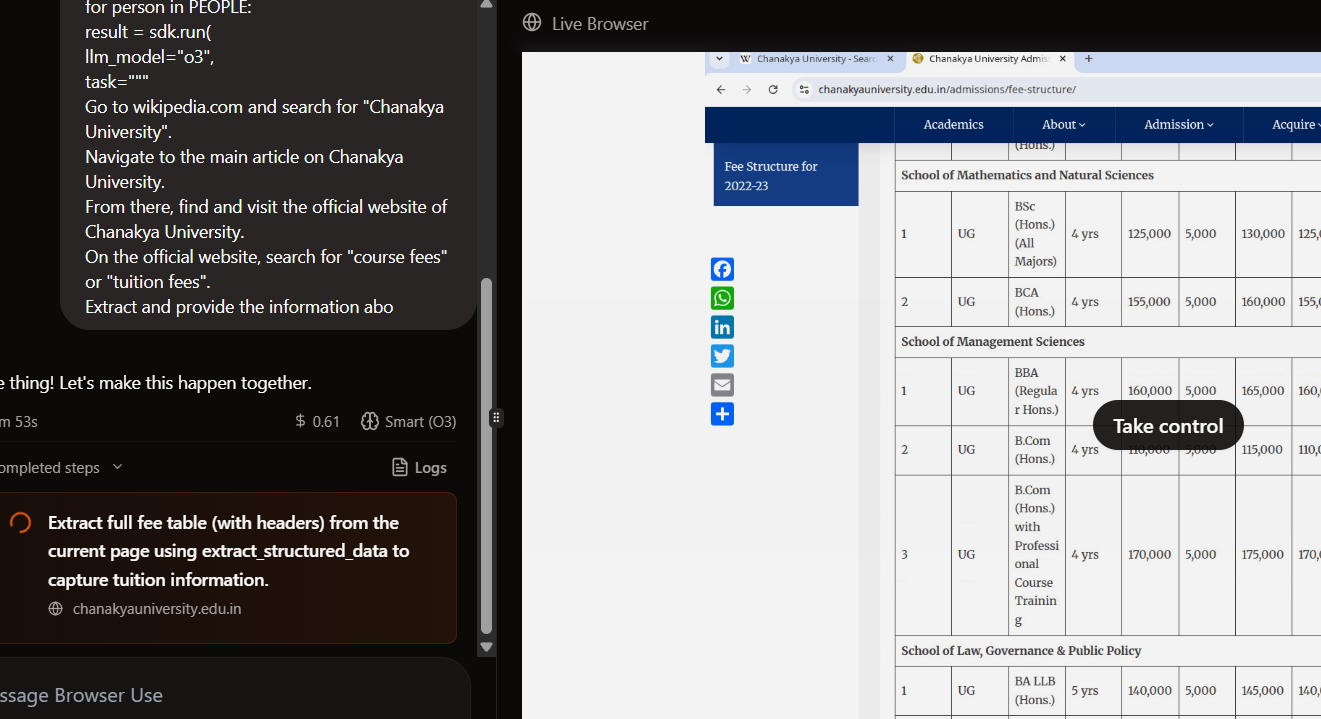 for person in PEOPLE:
result = sdk.run(
llm_model="o3",
task="""
Go to wikipedia.com and search for "Chanakya
University".
Navigate to the main article on Chanakya
University.
From there, find and visit the official website of
Chanakya University.
On the official website, search for "course fees"
or "tuition fees".
Extract and provide the information abo
e thing! Let's make this happen together.
m 53s
$ 0.61
Smart (O3)
ompleted steps
Logs
Extract full fee table (with headers) from the
current page using extract_structured_data to
capture tuition information.
chanakyauniversity.edu.in
ssage Browser Use
Live Browser
Chanakya University - Searc
Chanakya University Admis
chanakyauniversity.edu.in/admissions/fee-structure/
Academics About Admission Acquire
Fee Structure for
2022-23
(Hons.)
School of Mathematics and Natural Sciences
1 UG BSc (Hons.) (All Majors) 4 yrs 125,000 5,000 130,000 125,
2 UG BCA (Hons.) 4 yrs 155,000 5,000 160,000 155,
School of Management Sciences
1 UG BBA (Regula r Hons.) 4 yrs 160,000 5,000 165,000 160,
Take control
2 UG B.Com (Hons.) 4 yrs 110,000 5,000 115,000 110,
3 UG B.Com (Hons.) with Professi onal Course Trainin g 4 yrs 170,000 5,000 175,000 170,
School of Law, Governance & Public Policy
1 UG BA LLB (Hons.) 5 yrs 140,000 5,000 145,000 140,